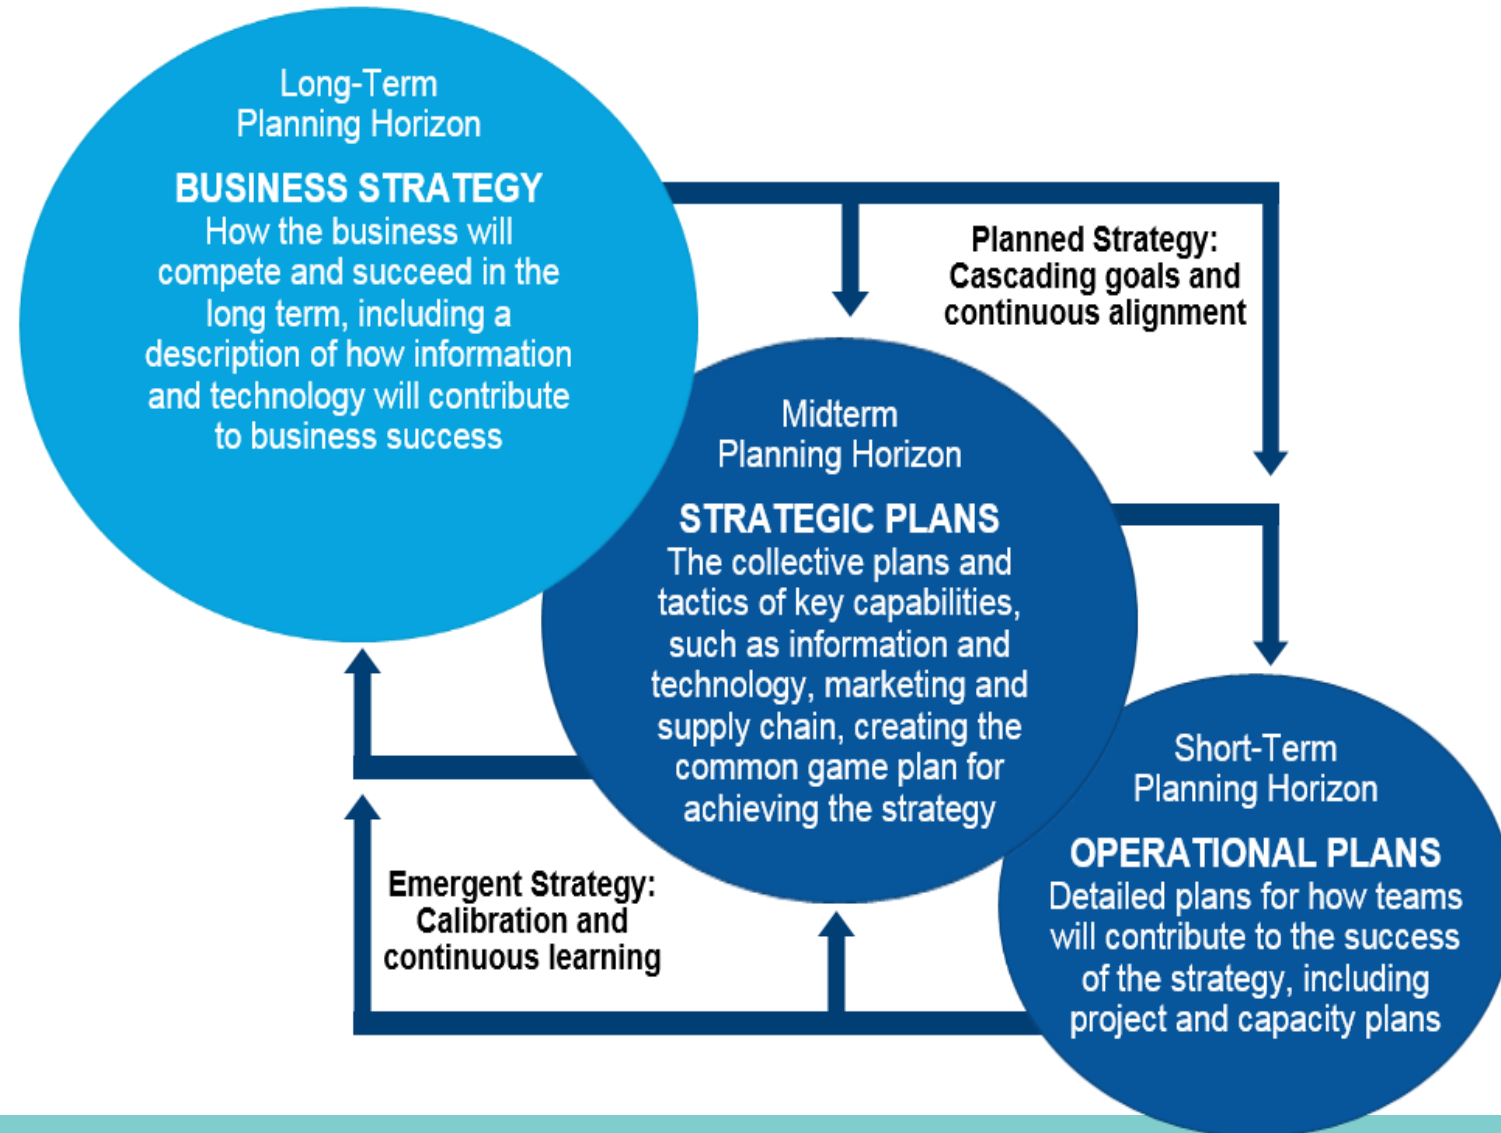 Long-Term
Planning Horizon
BUSINESS STRATEGY
How the business will
compete and succeed in the
long term, including a
description of how information
and technology will contribute
to business success
Planned Strategy:
Cascading goals and
continuous alignment
Midterm
Planning Horizon
STRATEGIC PLANS
The collective plans and
tactics of key capabilities,
such as information and
technology, marketing and
supply chain, creating the
common game plan for
achieving the strategy
Emergent Strategy:
Calibration and
continuous learning
Short-Term
Planning Horizon
OPERATIONAL PLANS
Detailed plans for how teams
will contribute to the success
of the strategy, including
project and capacity plans